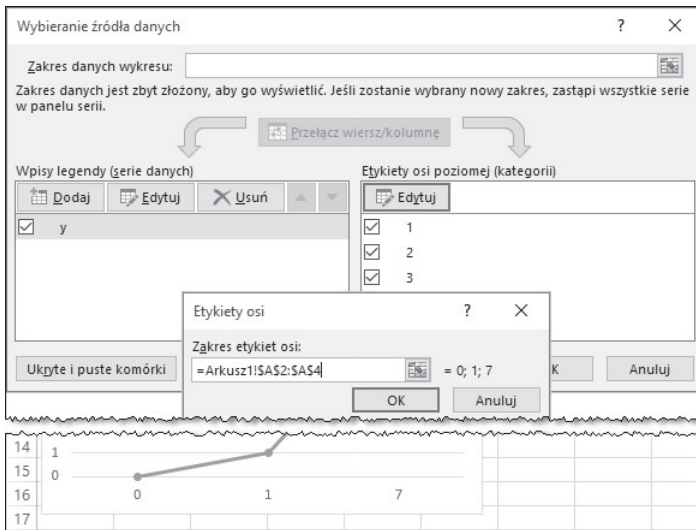 Wybieranie źródła danych ? ×
Zakres danych wykresu:
Zakres danych jest zbyt złożony, aby go wyświetlić. Jeśli zostanie wybrany nowy zakres, zastąpi wszystkie serie
w panelu serii.
Przełącz wiersz/kolumnę
Wpisy legendy (serie danych)
Dodaj Edytuj Usuń
y
Etykiety osi poziomej (kategorii)
Edytuj
1
2
3
Etykiety osi ? ×
Zakres etykiet osi:
=Arkusz1!$A$2:$A$4 = 0; 1; 7
OK Anuluj
Ukryte i puste komórki K Anuluj
14 1
15 0
16 0 1 7
17